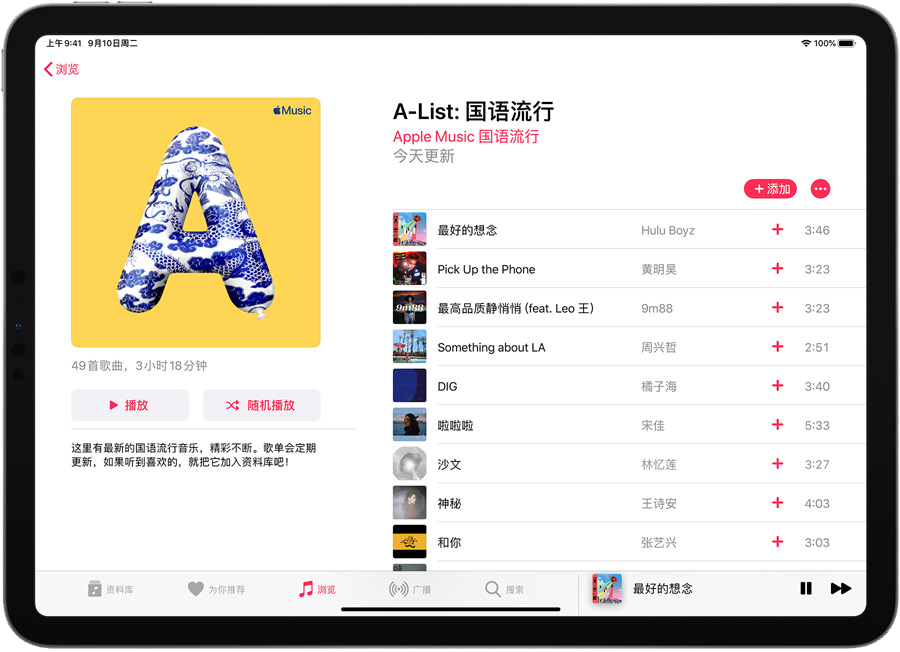 上午9:41 9月10日周二
100%
浏览
Music
A-List: 国语流行
Apple Music 国语流行
今天更新
添加
最好的想念 Hulu Boyz 3:46
Pick Up the Phone 黄明昊 3:23
9m88
最高品质静悄悄 (feat. Leo 王) 9m88 3:23
Something about LA 周兴哲 2:51
DIG 橘子海 3:40
啦啦啦 宋佳 5:33
沙文 林忆莲 3:27
神秘 王诗安 4:03
和你 张艺兴 3:03
49首歌曲，3小时18分钟
播放
随机播放
这里有最新的国语流行音乐，精彩不断。歌单会定期
更新，如果听到喜欢的，就把它加入资料库吧！
资料库
为你推荐
浏览
广播
搜索
最好的想念